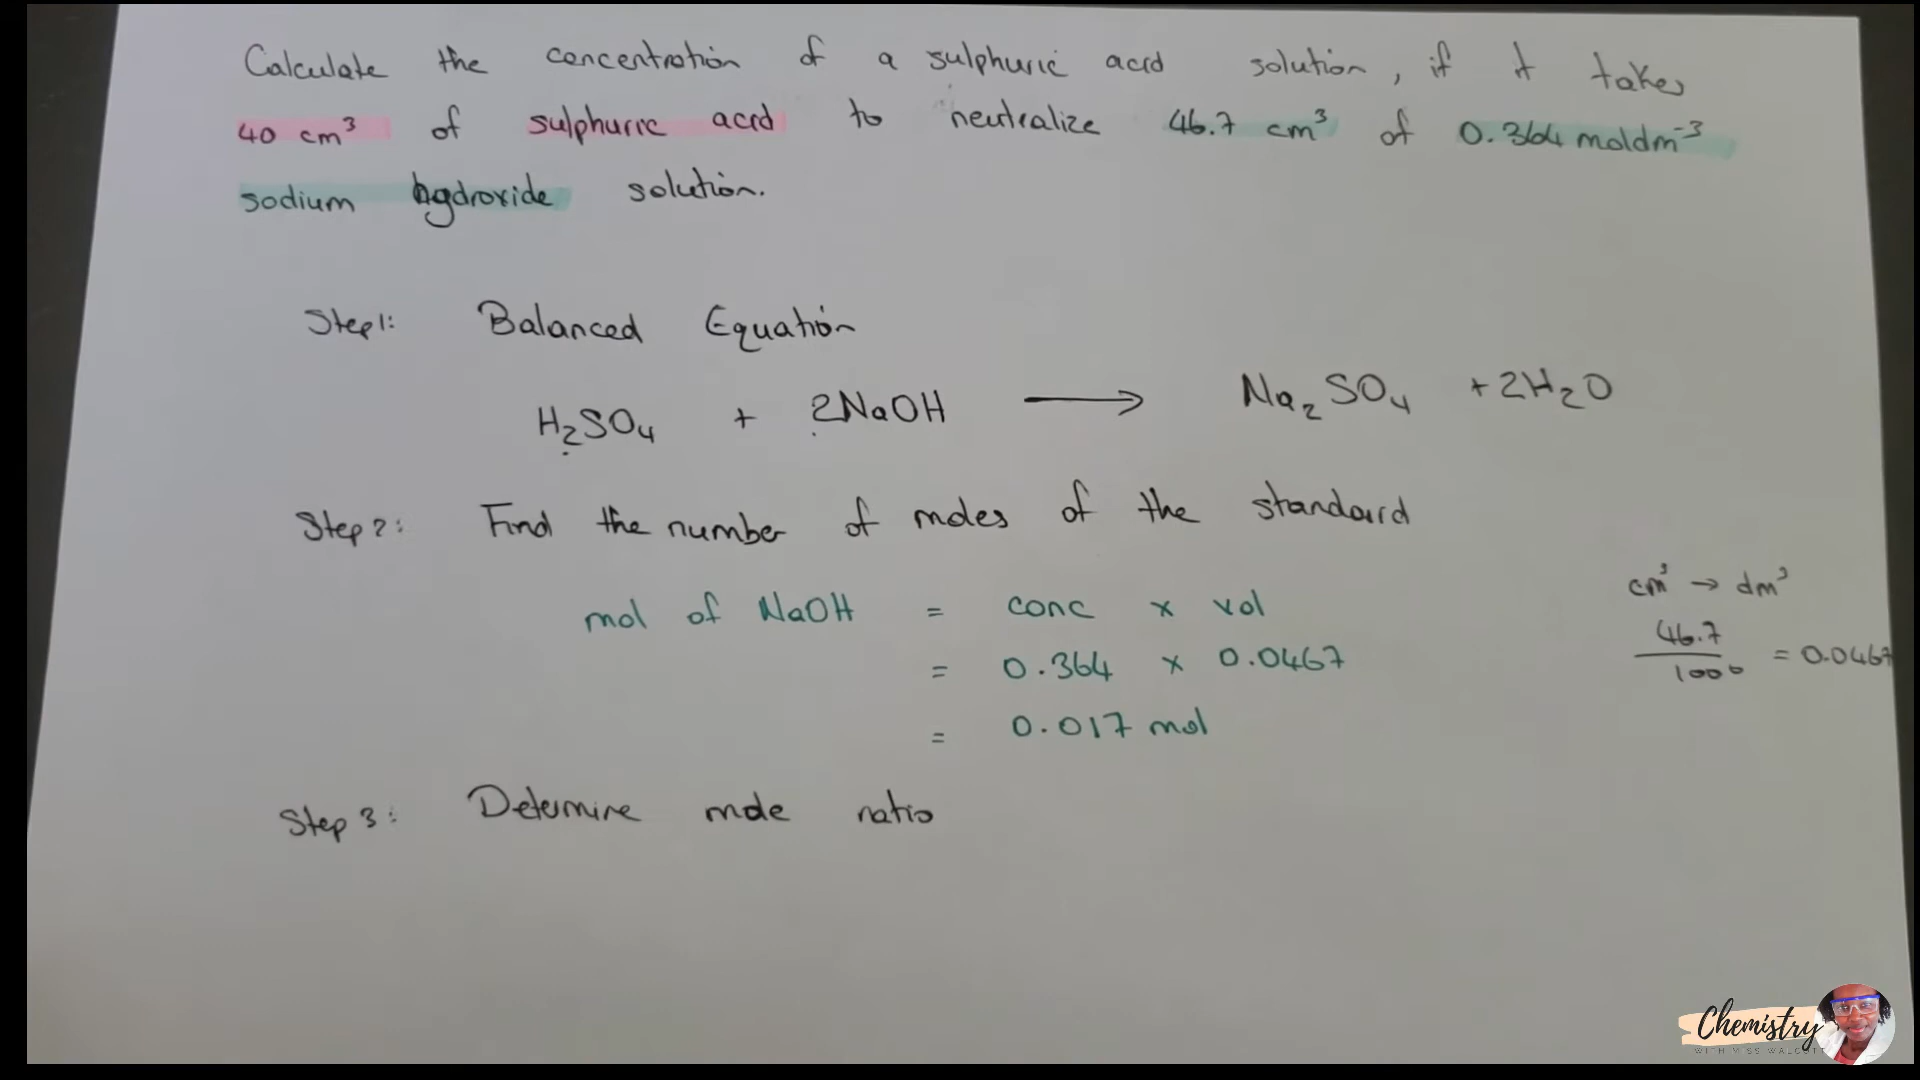 Calculate the concentration of a sulphuric acid solution, if it takes
40 cm³ of sulphuric acid to neutralize 46.7 cm³ of 0.364 moldm⁻³
sodium hydroxide solution.
Step 1: Balanced Equation
H₂SO₄ + 2NaOH → Na₂SO₄ + 2H₂O
Step 2: Find the number of moles of the standard
mol of NaOH = conc x vol
= 0.364 x 0.0467
= 0.017 mol
cm³ → dm³
46.7
1000 = 0.0467
Step 3: Determine mole ratio
Chemistry
WITH MISS WALCOTT